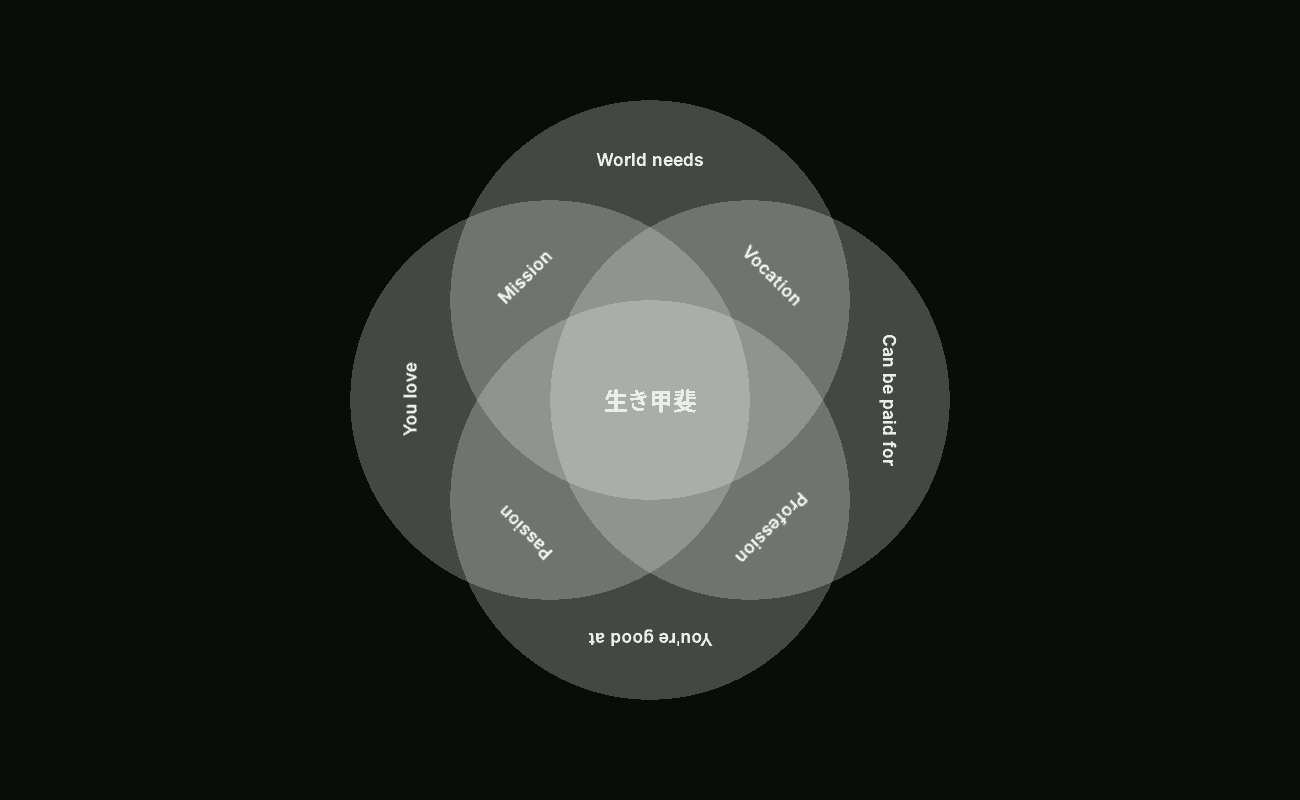 World needs
Mission
Vocation
You love
生き甲斐
Can be paid for
Passion
Profession
You're good at